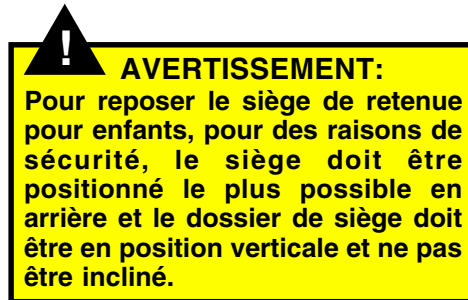 !
AVERTISSEMENT:
Pour reposer le siège de retenue
pour enfants, pour des raisons de
sécurité, le siège doit être
positionné le plus possible en
arrière et le dossier de siège doit
être en position verticale et ne pas
être incliné.